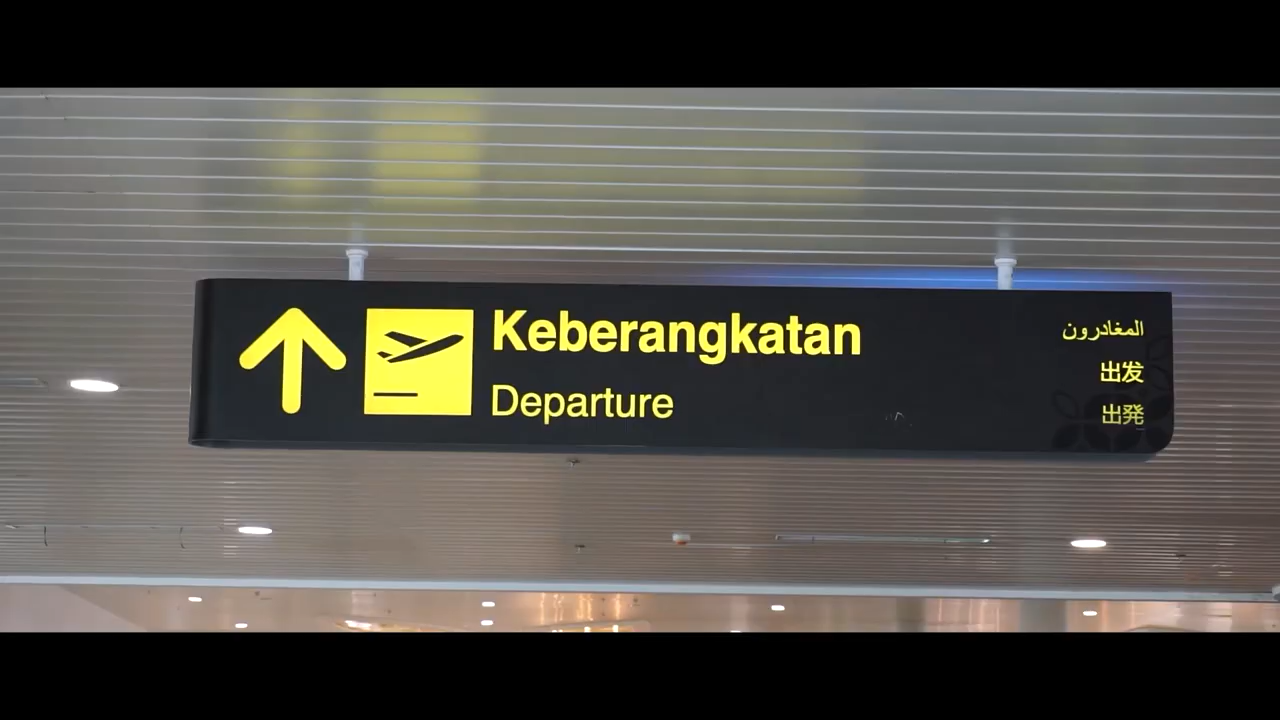 Keberangkatan
Departure
المغادرون
出发
出発